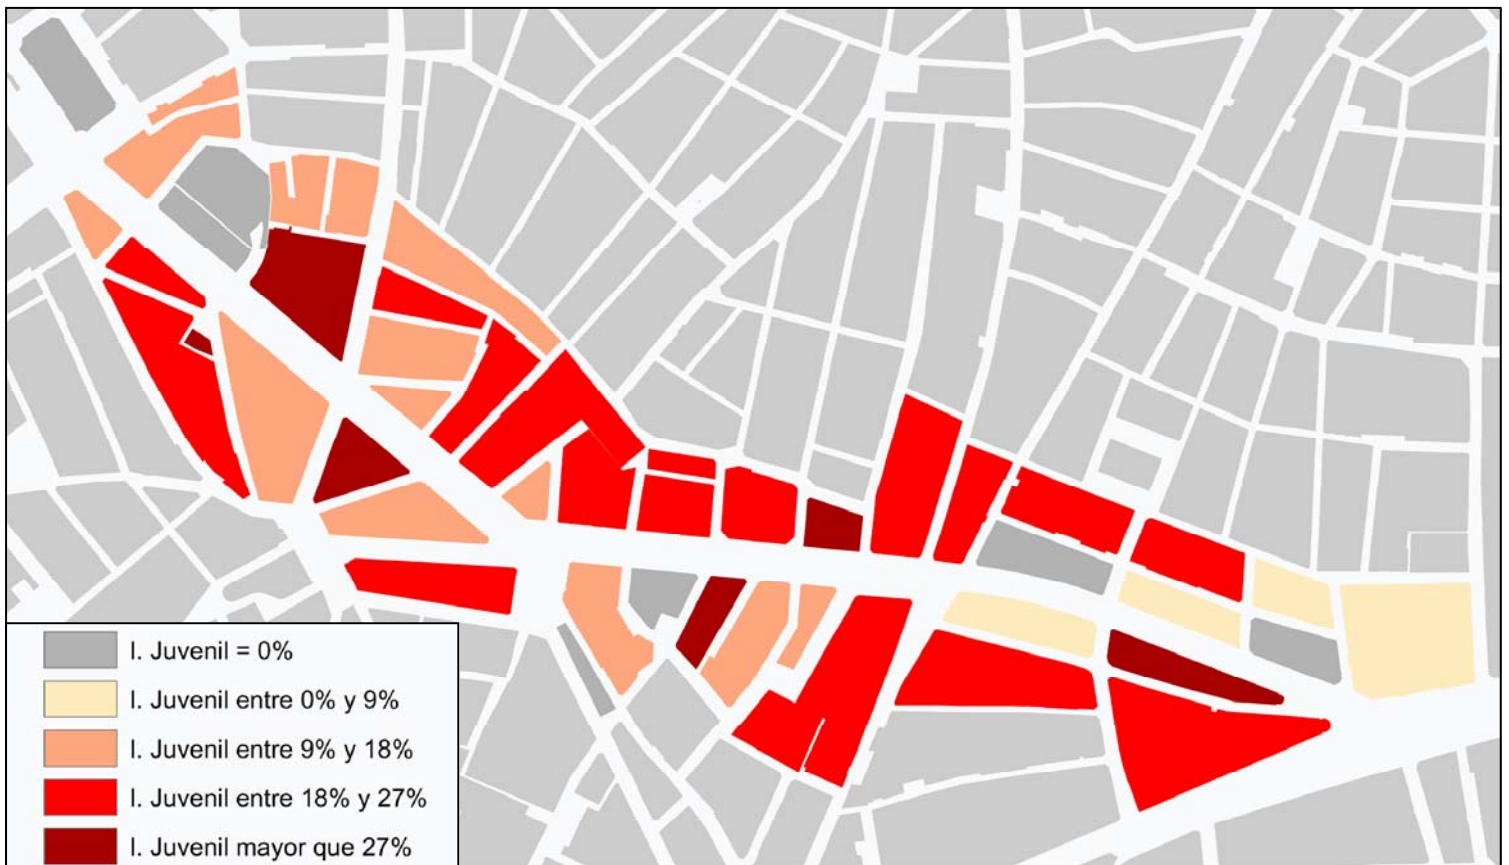 I. Juvenil = 0%
I. Juvenil entre 0% y 9%
I. Juvenil entre 9% y 18%
I. Juvenil entre 18% y 27%
I. Juvenil mayor que 27%